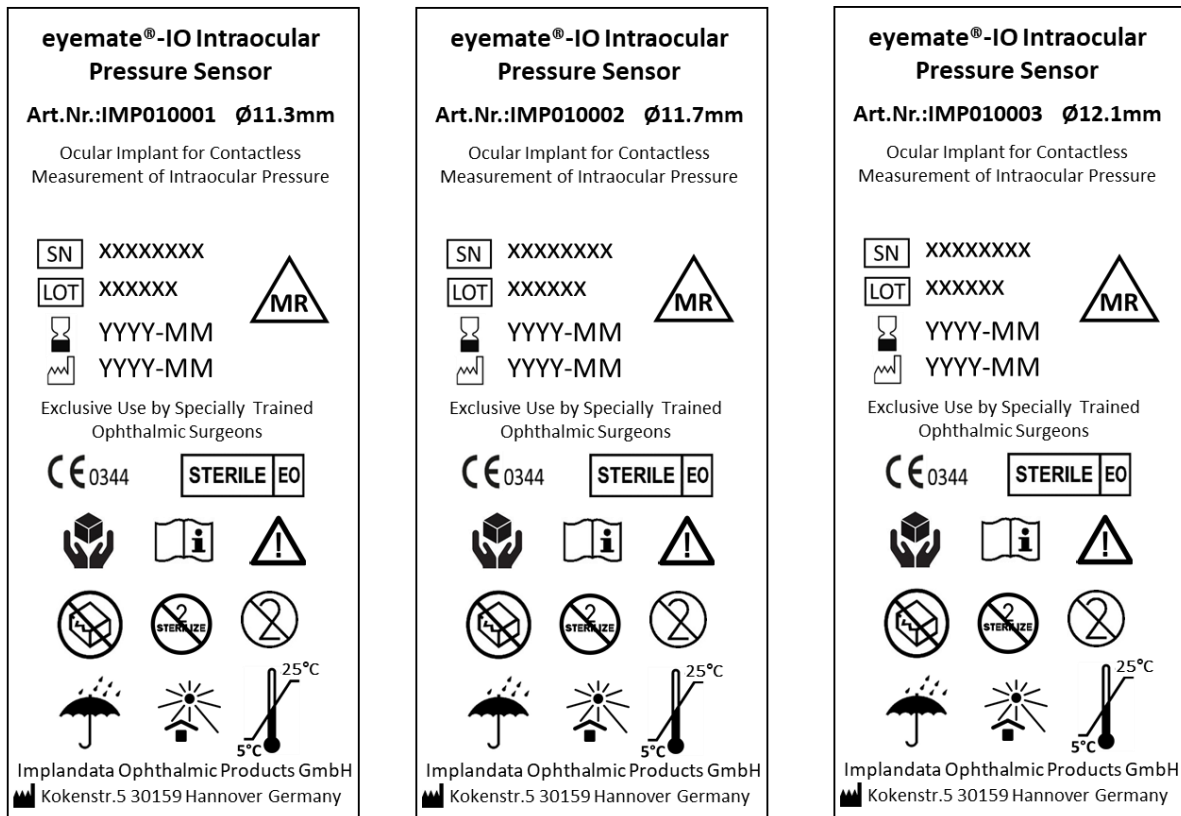 eyemate®-IO Intraocular
Pressure Sensor
Art.Nr.:IMP010001 Ø11.3mm
Ocular Implant for Contactless
Measurement of Intraocular Pressure
SN XXXXXXXX
LOT XXXXXX
MR
YYYY-MM
YYYY-MM
Exclusive Use by Specially Trained
Ophthalmic Surgeons
CE 0344 STERILE EO
i !
2 STERILIZE 2
25°C
5°C
Implandata Ophthalmic Products GmbH
Kokenstr.5 30159 Hannover Germany
eyemate®-IO Intraocular
Pressure Sensor
Art.Nr.:IMP010002 Ø11.7mm
Ocular Implant for Contactless
Measurement of Intraocular Pressure
SN XXXXXXXX
LOT XXXXXX
MR
YYYY-MM
YYYY-MM
Exclusive Use by Specially Trained
Ophthalmic Surgeons
CE 0344 STERILE EO
i !
2 STERILIZE 2
25°C
5°C
Implandata Ophthalmic Products GmbH
Kokenstr.5 30159 Hannover Germany
eyemate®-IO Intraocular
Pressure Sensor
Art.Nr.:IMP010003 Ø12.1mm
Ocular Implant for Contactless
Measurement of Intraocular Pressure
SN XXXXXXXX
LOT XXXXXX
MR
YYYY-MM
YYYY-MM
Exclusive Use by Specially Trained
Ophthalmic Surgeons
CE 0344 STERILE EO
i !
2 STERILIZE 2
25°C
5°C
Implandata Ophthalmic Products GmbH
Kokenstr.5 30159 Hannover Germany